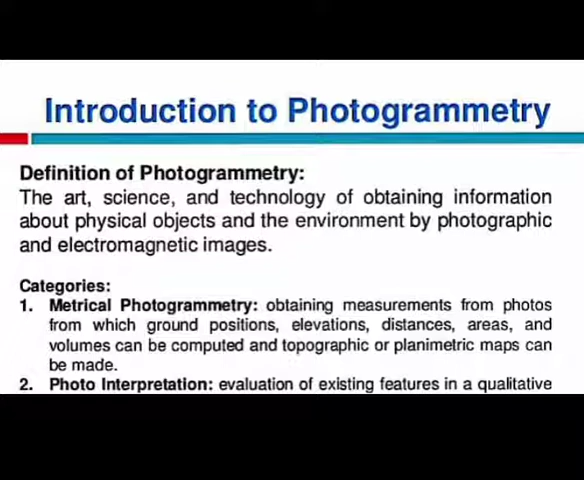 Introduction to Photogrammetry
Definition of Photogrammetry:
The art, science, and technology of obtaining information
about physical objects and the environment by photographic
and electromagnetic images.
Categories:
1. Metrical Photogrammetry: obtaining measurements from photos
from which ground positions, elevations, distances, areas, and
volumes can be computed and topographic or planimetric maps can
be made.
2. Photo Interpretation: evaluation of existing features in a qualitative